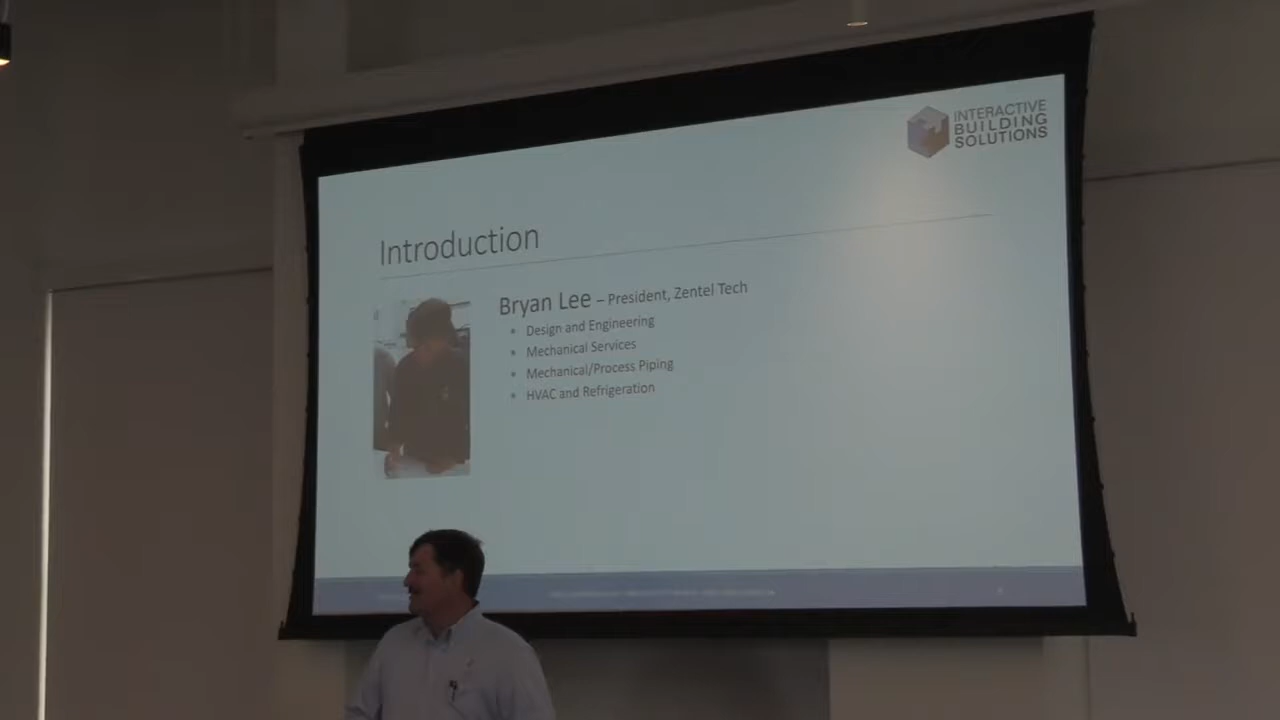 INTERACTIVE
BUILDING
SOLUTIONS
Introduction
Bryan Lee – President, Zentel Tech
• Design and Engineering
• Mechanical Services
• Mechanical/Process Piping
• HVAC and Refrigeration